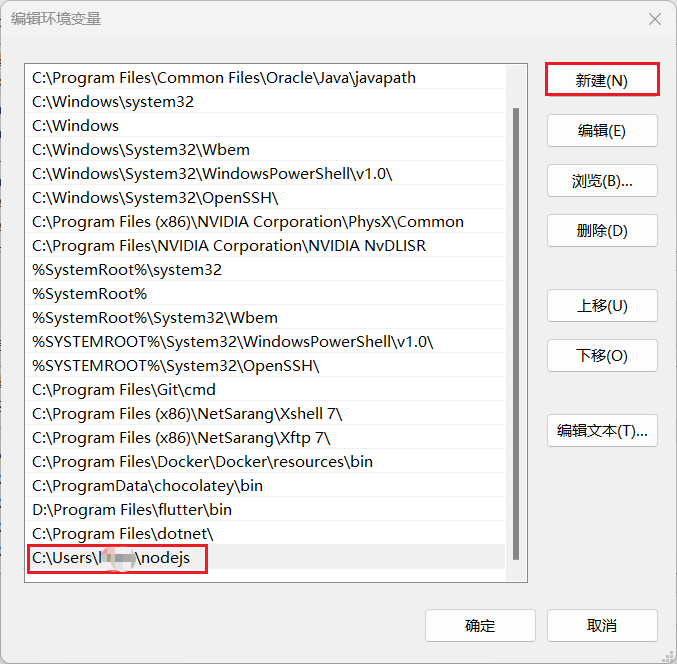 编辑环境变量
C:\Program Files\Common Files\Oracle\Java\javapath
C:\Windows\system32
C:\Windows
C:\Windows\System32\Wbem
C:\Windows\System32\WindowsPowerShell\v1.0\
C:\Windows\System32\OpenSSH\
C:\Program Files (x86)\NVIDIA Corporation\PhysX\Common
C:\Program Files\NVIDIA Corporation\NVIDIA NvDLISR
%SystemRoot%\system32
%SystemRoot%
%SystemRoot%\System32\Wbem
%SYSTEMROOT%\System32\WindowsPowerShell\v1.0\
%SYSTEMROOT%\System32\OpenSSH\
C:\Program Files\Git\cmd
C:\Program Files (x86)\NetSarang\Xshell 7\
C:\Program Files (x86)\NetSarang\Xftp 7\
C:\Program Files\Docker\Docker\resources\bin
C:\ProgramData\chocolatey\bin
D:\Program Files\flutter\bin
C:\Program Files\dotnet\
C:\Users\ \nodejs
新建(N)
编辑(E)
浏览(B)...
删除(D)
上移(U)
下移(O)
编辑文本(T)...
确定
取消